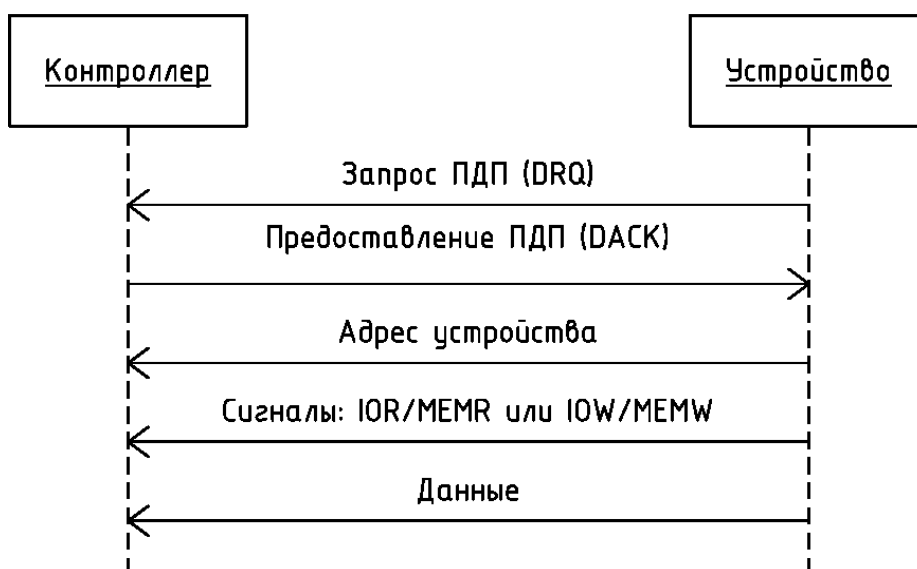 Контроллер
Устройство
Запрос ПДП (DRQ)
Предоставление ПДП (DACK)
Адрес устройства
Сигналы: IOR/MEMR или IOW/MEMW
Данные